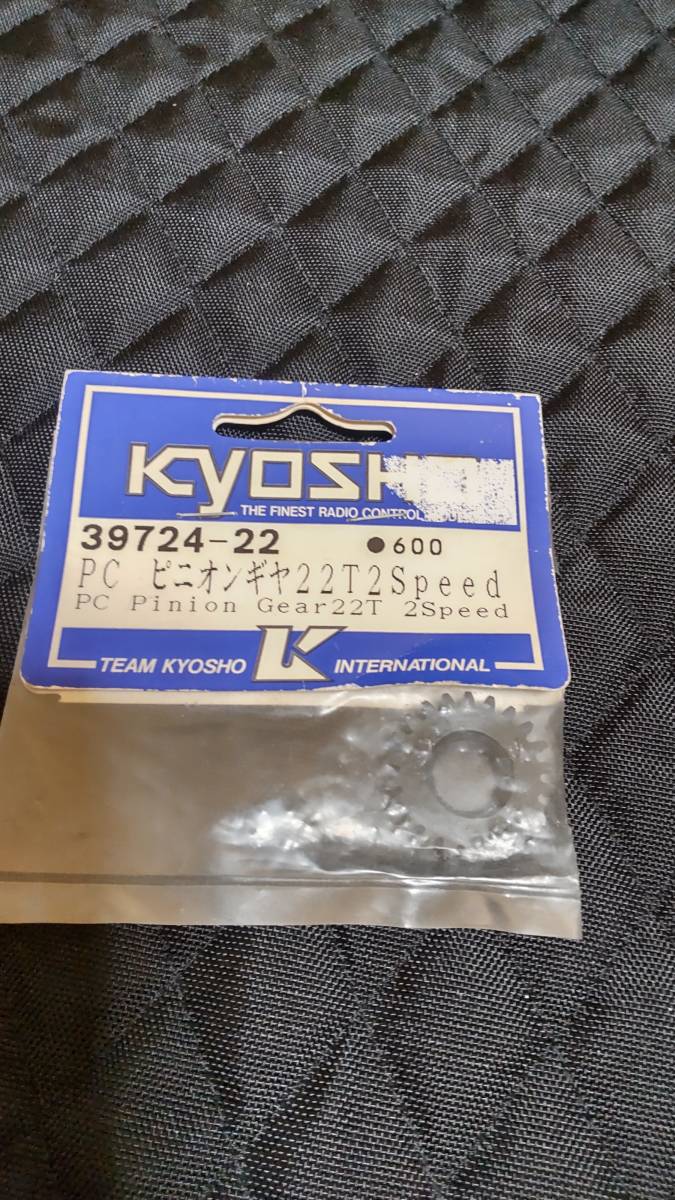 KYOSHO
THE FINEST RADIO CONTROL
39724-22 ●600
PC ピニオンギヤ22T2Speed
PC Pinion Gear22T 2Speed
TEAM KYOSHO INTERNATIONAL